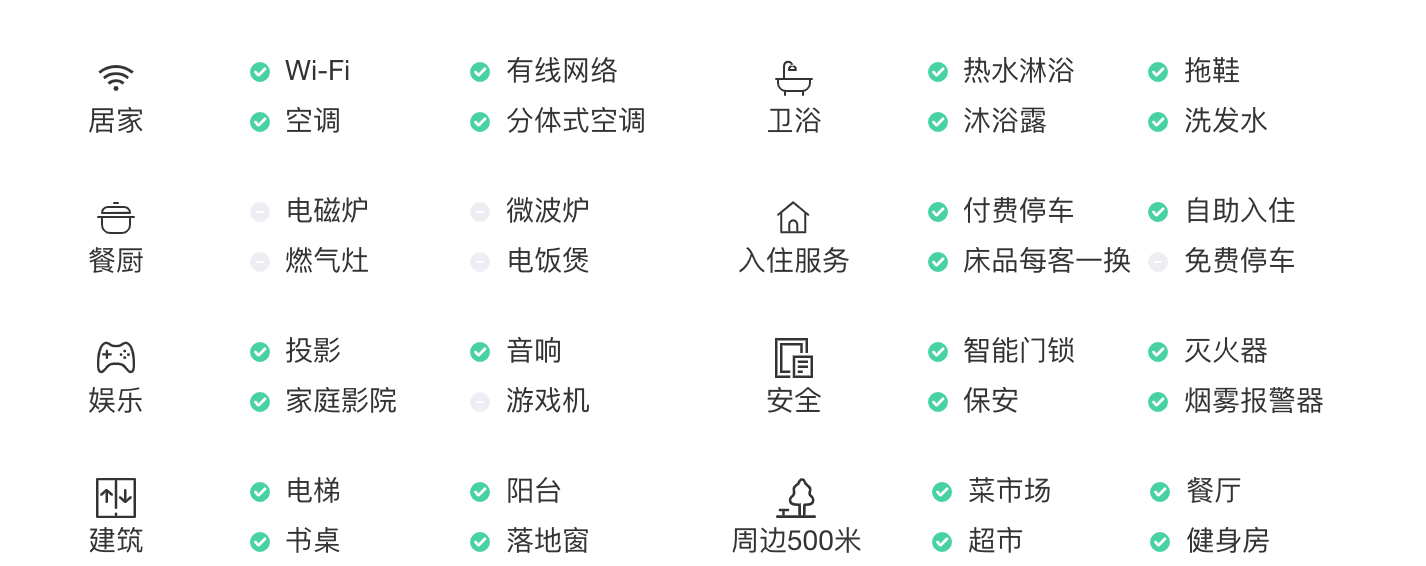 Wi-Fi 有线网络 热水淋浴 拖鞋
居家 卫浴
空调 分体式空调 沐浴露 洗发水
电磁炉 微波炉 付费停车 自助入住
餐厨 入住服务
燃气灶 电饭煲 床品每客一换 免费停车
投影 音响 智能门锁 灭火器
娱乐 安全
家庭影院 游戏机 保安 烟雾报警器
电梯 阳台 菜市场 餐厅
建筑 周边500米
书桌 落地窗 超市 健身房